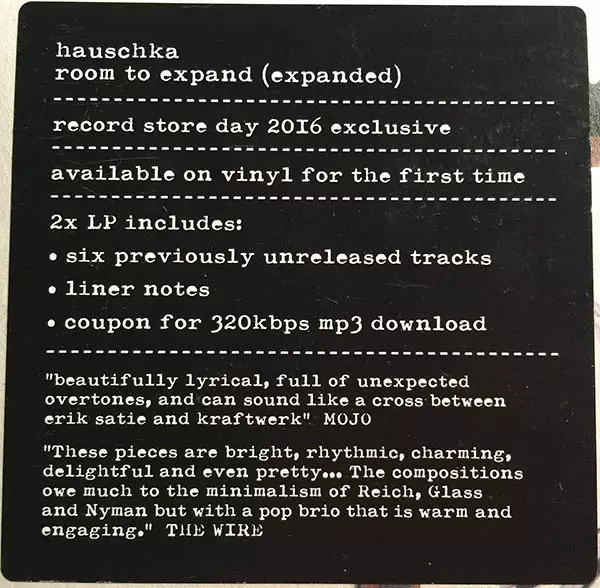 hauschka
room to expand (expanded)
record store day 2016 exclusive
available on vinyl for the first time
2x LP includes:
• six previously unreleased tracks
• liner notes
• coupon for 320kbps mp3 download
"beautifully lyrical, full of unexpected
overtones, and can sound like a cross between
erik satie and kraftwerk" MOJO
"These pieces are bright, rhythmic, charming,
delightful and even pretty... The compositions
owe much to the minimalism of Reich, Glass
and Nyman but with a pop brio that is warm and
engaging." THE WIRE